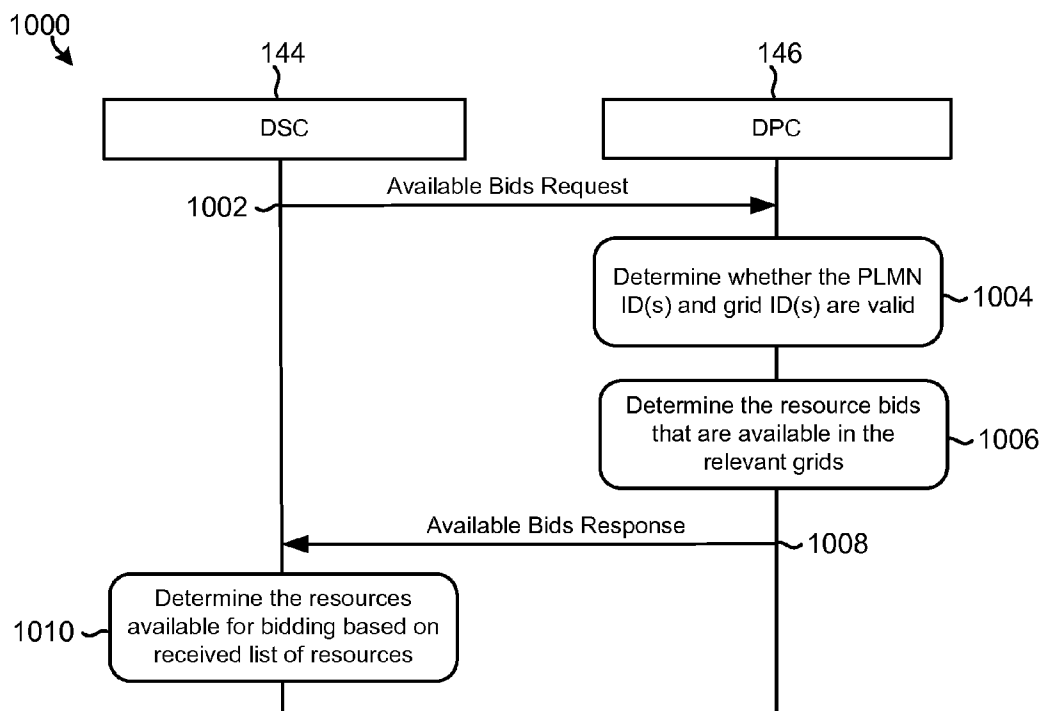 1000
144
146
DSC
DPC
Available Bids Request
1002
Determine whether the PLMN
ID(s) and grid ID(s) are valid
1004
Determine the resource bids
that are available in the
relevant grids
1006
Available Bids Response
1008
Determine the resources
available for bidding based on
received list of resources
1010